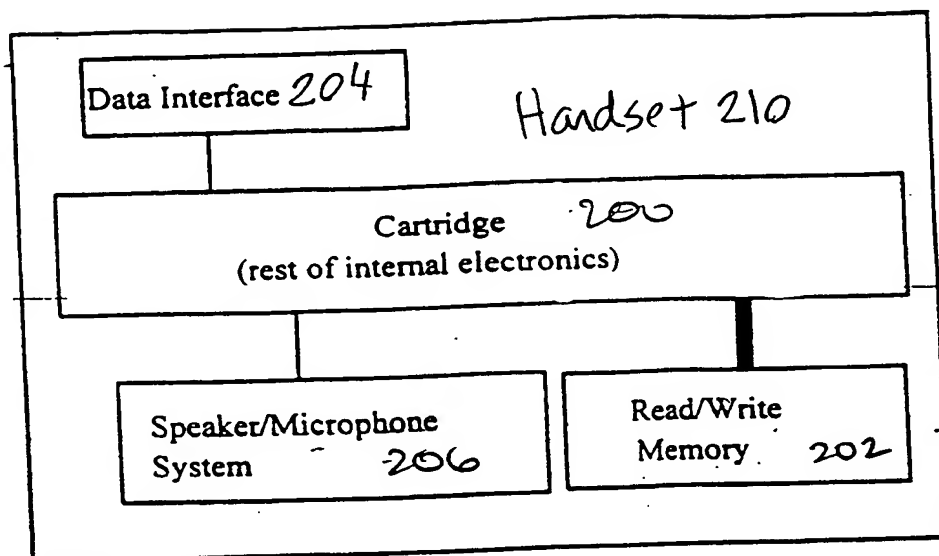 Data Interface 204
Handset 210
Cartridge 200
(rest of internal electronics)
Speaker/Microphone
System 206
Read/Write
Memory 202